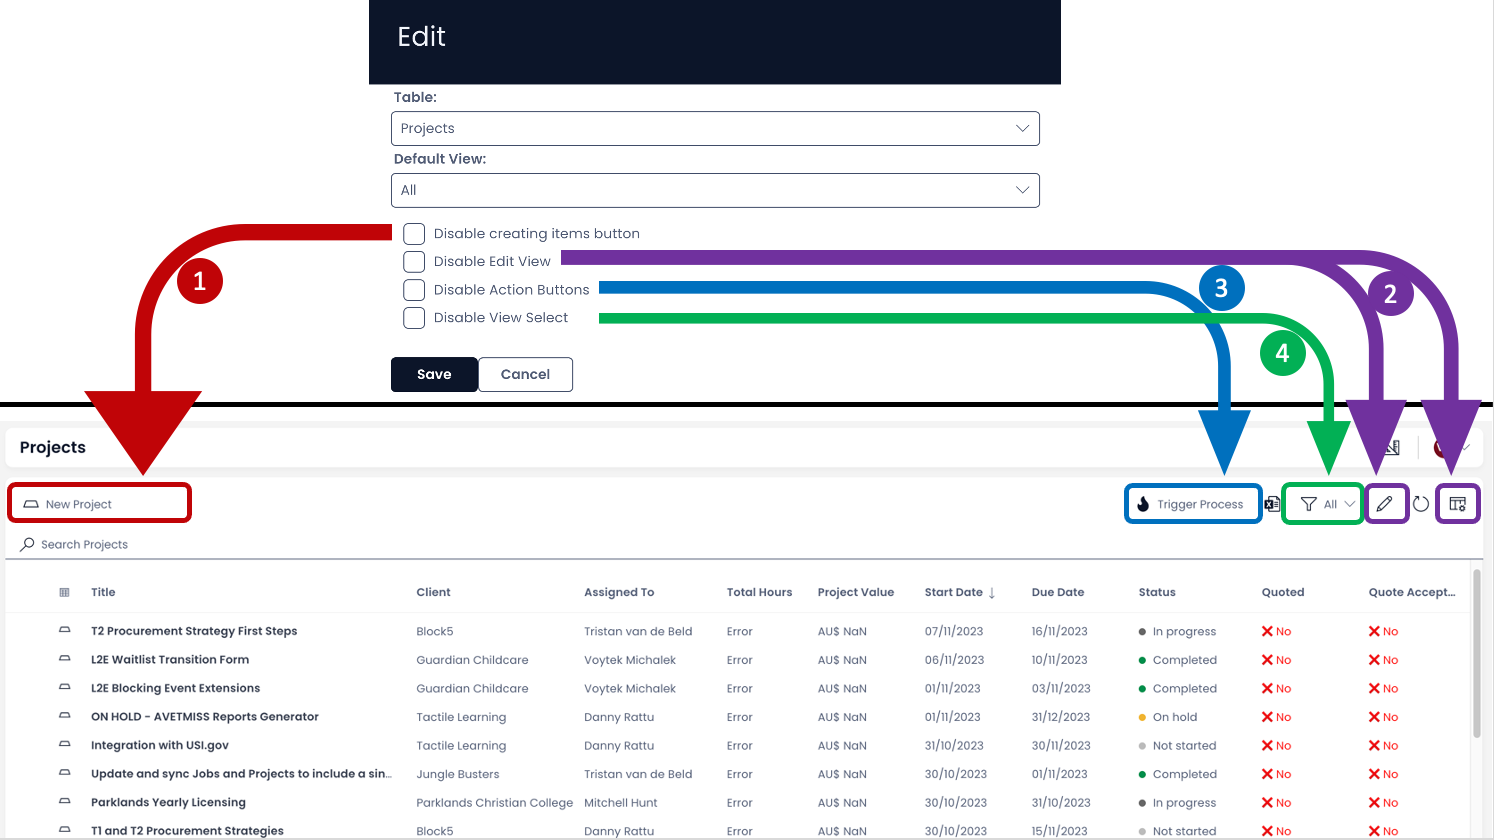 Edit
Table:
Projects
Default View:
All
Disable creating items button
Disable Edit View
Disable Action Buttons
Disable View Select
1
2
3
4
Save Cancel
Projects
New Project Trigger Process All
Search Projects
Title Client Assigned To Total Hours Project Value Start Date ↓ Due Date Status Quoted Quote Accept...
T2 Procurement Strategy First Steps Block5 Tristan van de Beld Error AU$ NaN 07/11/2023 16/11/2023 In progress No No
L2E Waitlist Transition Form Guardian Childcare Voytek Michalek Error AU$ NaN 06/11/2023 10/11/2023 Completed No No
L2E Blocking Event Extensions Guardian Childcare Voytek Michalek Error AU$ NaN 01/11/2023 03/11/2023 Completed No No
ON HOLD - AVETMISS Reports Generator Tactile Learning Danny Rattu Error AU$ NaN 01/11/2023 31/12/2023 On hold No No
Integration with USI.gov Tactile Learning Danny Rattu Error AU$ NaN 31/10/2023 30/11/2023 Not started No No
Update and sync Jobs and Projects to include a sin... Jungle Busters Tristan van de Beld Error AU$ NaN 30/10/2023 01/11/2023 Completed No No
Parklands Yearly Licensing Parklands Christian College Mitchell Hunt Error AU$ NaN 30/10/2023 31/10/2023 In progress No No
T1 and T2 Procurement Strategies Block5 Danny Rattu Error AU$ NaN 30/10/2023 15/11/2023 Not started No No